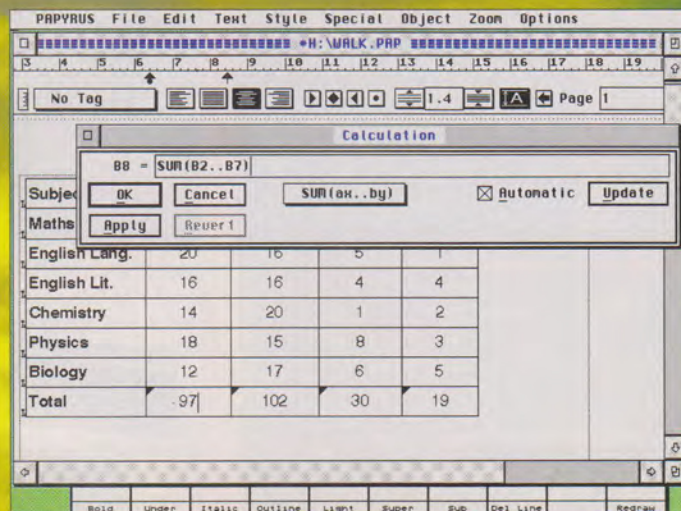 PAPYRUS File Edit Text Style Special Object Zoom Options
*H:\WALK.PAP
3 4 5 6 7 8 9 10 11 12 13 14 15 16 17 18 19
No Tag 1.4 A Page 1
Calculation
B8 = SUM(B2..B7)
OK Cancel SUM(ax..by) Automatic Update
Apply Revert
Maths
English Lang. 20 16 5 1
English Lit. 16 16 4 4
Chemistry 14 20 1 2
Physics 18 15 8 3
Biology 12 17 6 5
Total 97 102 30 19
Bold Under Italic Outline Light Super Sub Del Line Redraw